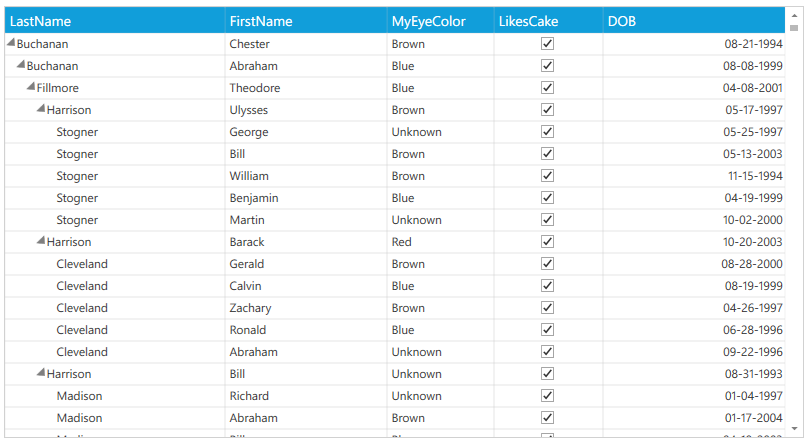 LastName FirstName MyEyeColor LikesCake DOB
Buchanan Chester Brown 08-21-1994
Buchanan Abraham Blue 08-08-1999
Fillmore Theodore Blue 04-08-2001
Harrison Ulysses Brown 05-17-1997
Stogner George Unknown 05-25-1997
Stogner Bill Brown 05-13-2003
Stogner William Brown 11-15-1994
Stogner Benjamin Blue 04-19-1999
Stogner Martin Unknown 10-02-2000
Harrison Barack Red 10-20-2003
Cleveland Gerald Brown 08-28-2000
Cleveland Calvin Blue 08-19-1999
Cleveland Zachary Brown 04-26-1997
Cleveland Ronald Blue 06-28-1996
Cleveland Abraham Unknown 09-22-1996
Harrison Bill Unknown 08-31-1993
Madison Richard Unknown 01-04-1997
Madison Abraham Brown 01-17-2004